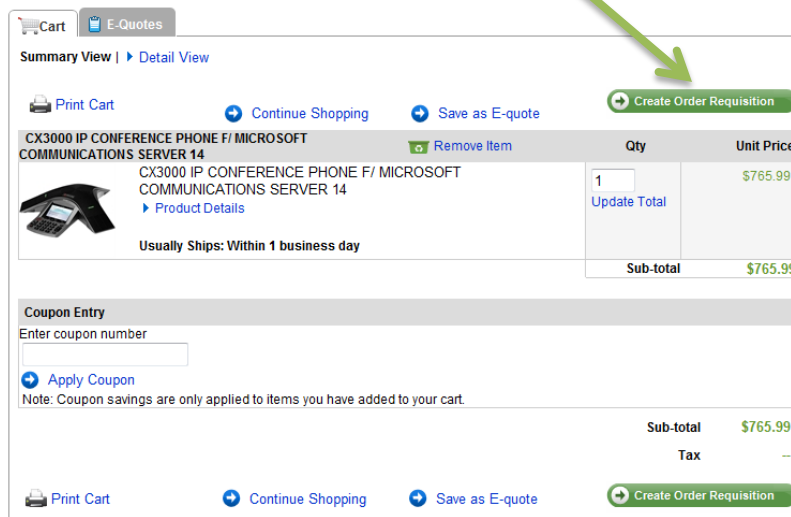 Cart
E-Quotes
Summary View | Detail View
Print Cart
Continue Shopping
Save as E-quote
Create Order Requisition
CX3000 IP CONFERENCE PHONE F/ MICROSOFT
COMMUNICATIONS SERVER 14
Remove Item
Qty
Unit Price
CX3000 IP CONFERENCE PHONE F/ MICROSOFT
COMMUNICATIONS SERVER 14
Product Details
Usually Ships: Within 1 business day
1
Update Total
$765.99
Sub-total
$765.99
Coupon Entry
Enter coupon number
Apply Coupon
Note: Coupon savings are only applied to items you have added to your cart.
Sub-total
$765.99
Tax
--
Print Cart
Continue Shopping
Save as E-quote
Create Order Requisition